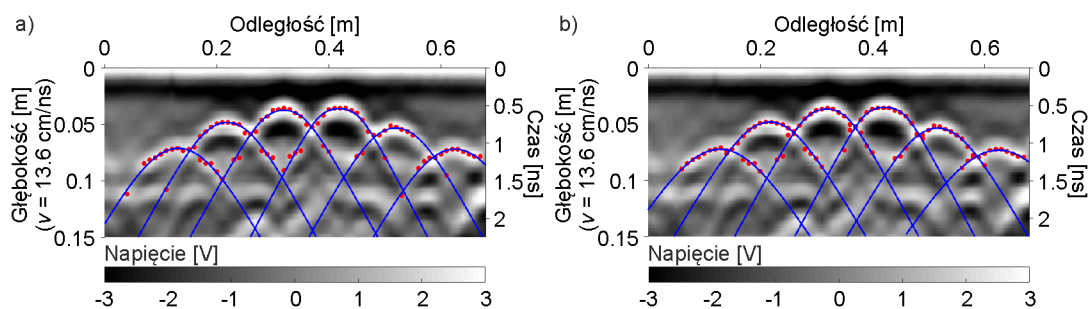 a)
Odległość [m]
0 0.2 0.4 0.6
0 0.05 0.1 0.15
Głębokość [m]
(v = 13.6 cm/ns)
0 0.5 1 1.5 2
Czas [ns]
Napięcie [V]
-3 -2 -1 0 1 2 3
b)
Odległość [m]
0 0.2 0.4 0.6
0 0.05 0.1 0.15
Głębokość [m]
(v = 13.6 cm/ns)
0 0.5 1 1.5 2
Czas [ns]
Napięcie [V]
-3 -2 -1 0 1 2 3